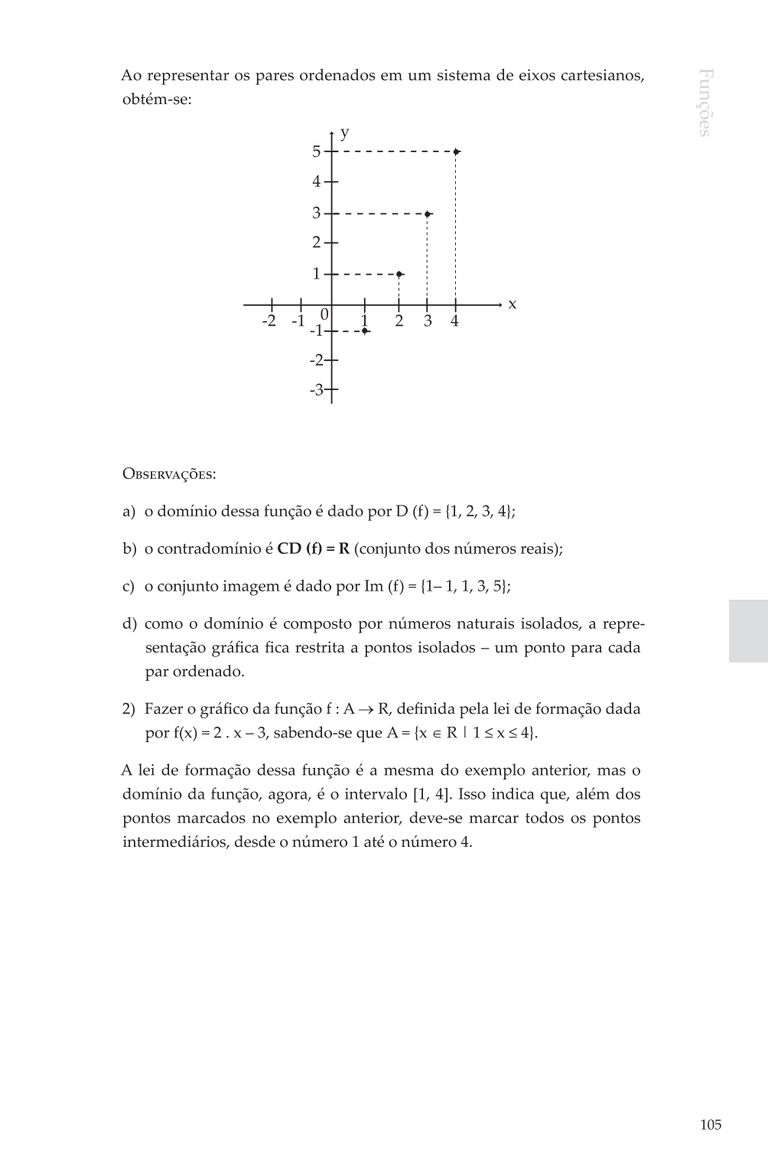 Ao representar os pares ordenados em um sistema de eixos cartesianos,
obtém-se:
Funções
y
5
4
3
2
1
x
-2 -1 0 1 2 3 4
-1
-2
-3
Observações:
a) o domínio dessa função é dado por D (f) = {1, 2, 3, 4};
b) o contradomínio é CD (f) = R (conjunto dos números reais);
c) o conjunto imagem é dado por Im (f) = {1– 1, 1, 3, 5};
d) como o domínio é composto por números naturais isolados, a repre-
sentação gráfica fica restrita a pontos isolados – um ponto para cada
par ordenado.
2) Fazer o gráfico da função f : A → R, definida pela lei de formação dada
por f(x) = 2 . x – 3, sabendo-se que A = {x ∈ R | 1 ≤ x ≤ 4}.
A lei de formação dessa função é a mesma do exemplo anterior, mas o
domínio da função, agora, é o intervalo [1, 4]. Isso indica que, além dos
pontos marcados no exemplo anterior, deve-se marcar todos os pontos
intermediários, desde o número 1 até o número 4.
105